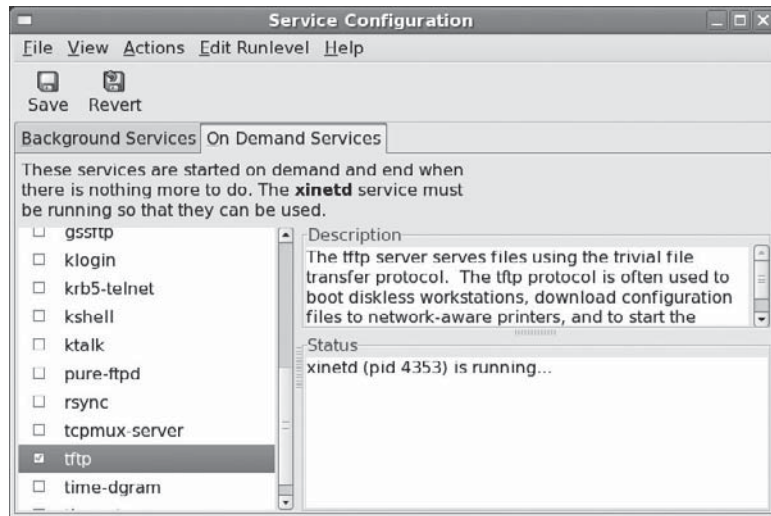 Service Configuration
File View Actions Edit Runlevel Help
Save Revert
Background Services On Demand Services
These services are started on demand and end when
there is nothing more to do. The xinetd service must
be running so that they can be used.
gssftp
klogin
krb5-telnet
kshell
ktalk
pure-ftpd
rsync
tcpmux-server
tftp
time-dgram
Description
The tftp server serves files using the trivial file
transfer protocol. The tftp protocol is often used to
boot diskless workstations, download configuration
files to network-aware printers, and to start the
Status
xinetd (pid 4353) is running...